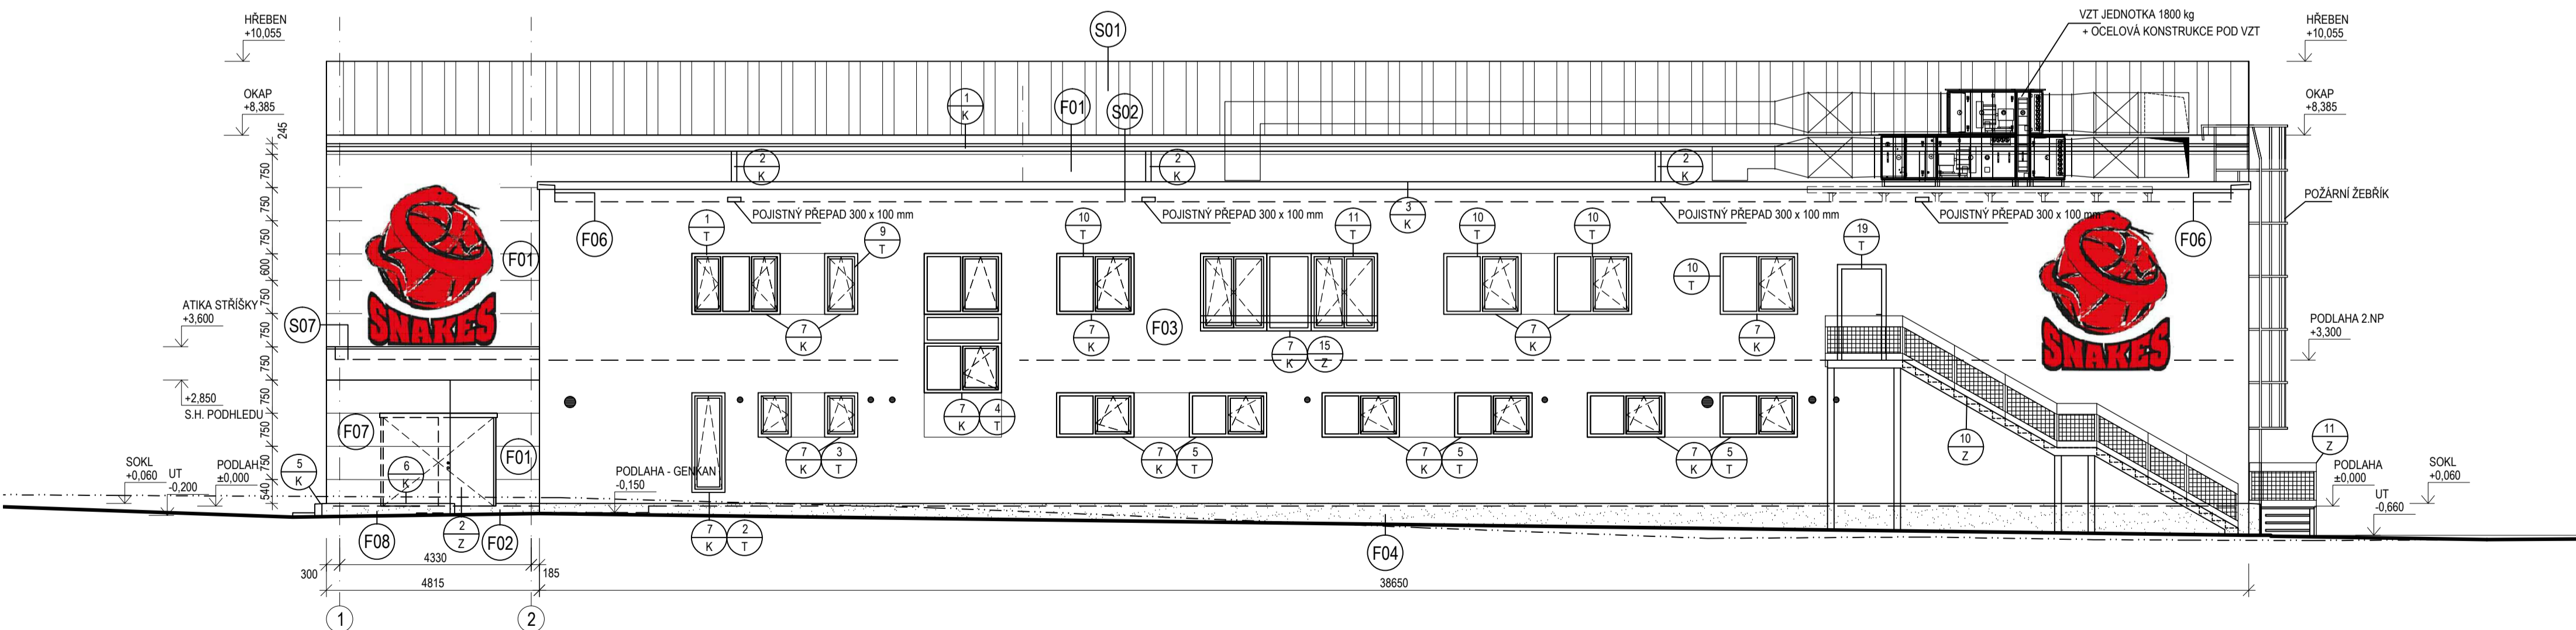 HŘEBEN
+10,055
S01
VZT JEDNOTKA 1800 kg
+ OCELOVÁ KONSTRUKCE POD VZT
HŘEBEN
+10,055
OKAP
+8,385
1
K
F01
S02
OKAP
+8,385
245
750
2
K
2
K
2
K
750
POJISTNÝ PŘEPAD 300 x 100 mm
POJISTNÝ PŘEPAD 300 x 100 mm
3
K
POJISTNÝ PŘEPAD 300 x 100 mm
POJISTNÝ PŘEPAD 300 x 100 mm
POŽÁRNÍ ŽEBŘÍK
F06
1
T
9
T
10
T
11
T
10
T
10
T
19
T
F06
750
F01
600
10
T
750
ATIKA STŘÍŠKY
+3,600
S07
750
SNAKES
7
K
7
K
F03
7
K
15
Z
7
K
7
K
SNAKES
PODLAHA 2.NP
+3,300
750
+2,850
S.H. PODHLEDU
750
750
F07
7
K
4
T
10
Z
11
Z
F01
750
SOKL
+0,060
UT
-0,200
PODLAH
±0,000
5
K
6
K
PODLAHA - GENKAN
-0,150
7
K
3
T
7
K
5
T
7
K
5
T
7
K
5
T
PODLAHA
±0,000
SOKL
+0,060
UT
-0,660
540
F08
2
Z
F02
7
K
2
T
F04
300
4330
185
4815
38650
1
2